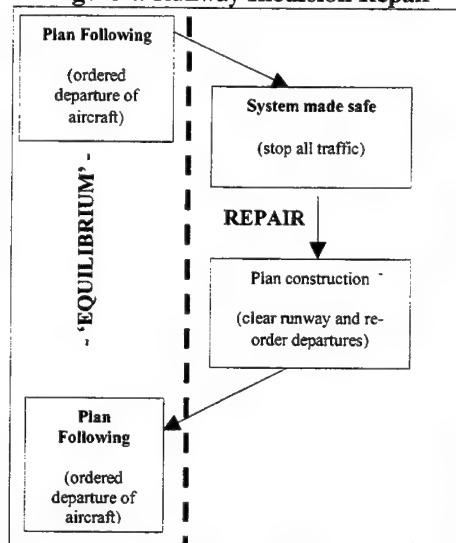 Runway Incursion Repair
Plan Following
(ordered
departure of
aircraft)
System made safe
(stop all traffic)
REPAIR
- 'EQUILIBRIUM' -
Plan construction
(clear runway and re-
order departures)
Plan
Following
(ordered
departure of
aircraft)